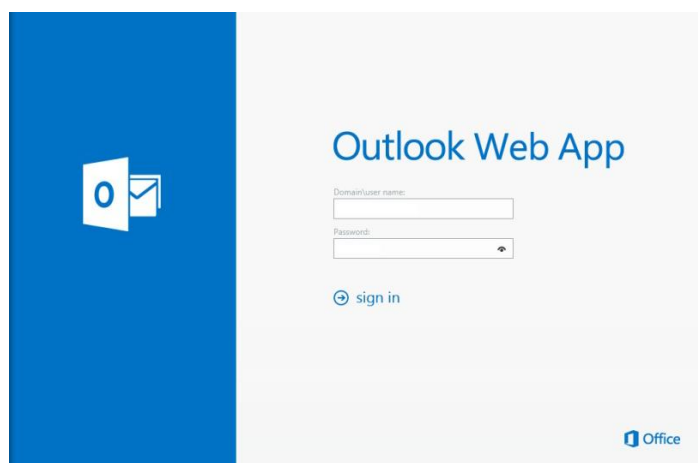 Outlook Web App
Domain\user name:
Password:
sign in
Office